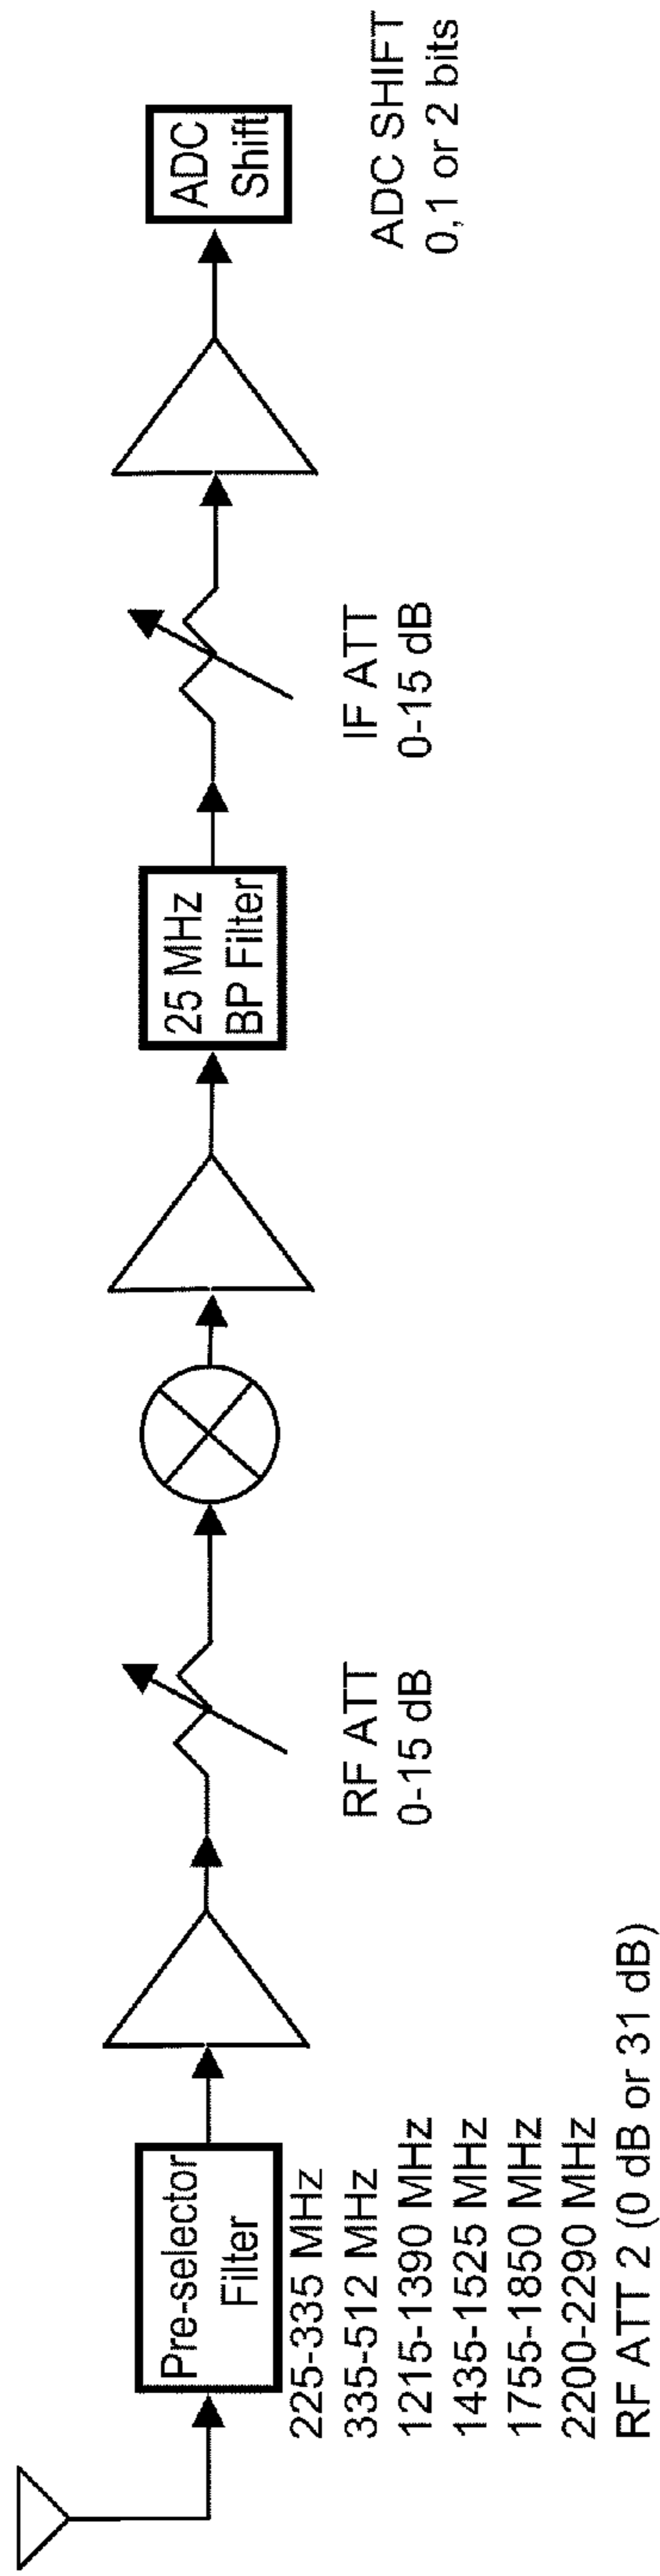 Pre-selector
Filter
225-335 MHz
335-512 MHz
1215-1390 MHz
1435-1525 MHz
1755-1850 MHz
2200-2290 MHz
RF ATT 2 (0 dB or 31 dB)
RF ATT
0-15 dB
25 MHz
BP Filter
IF ATT
0-15 dB
ADC
Shift
ADC SHIFT
0,1 or 2 bits